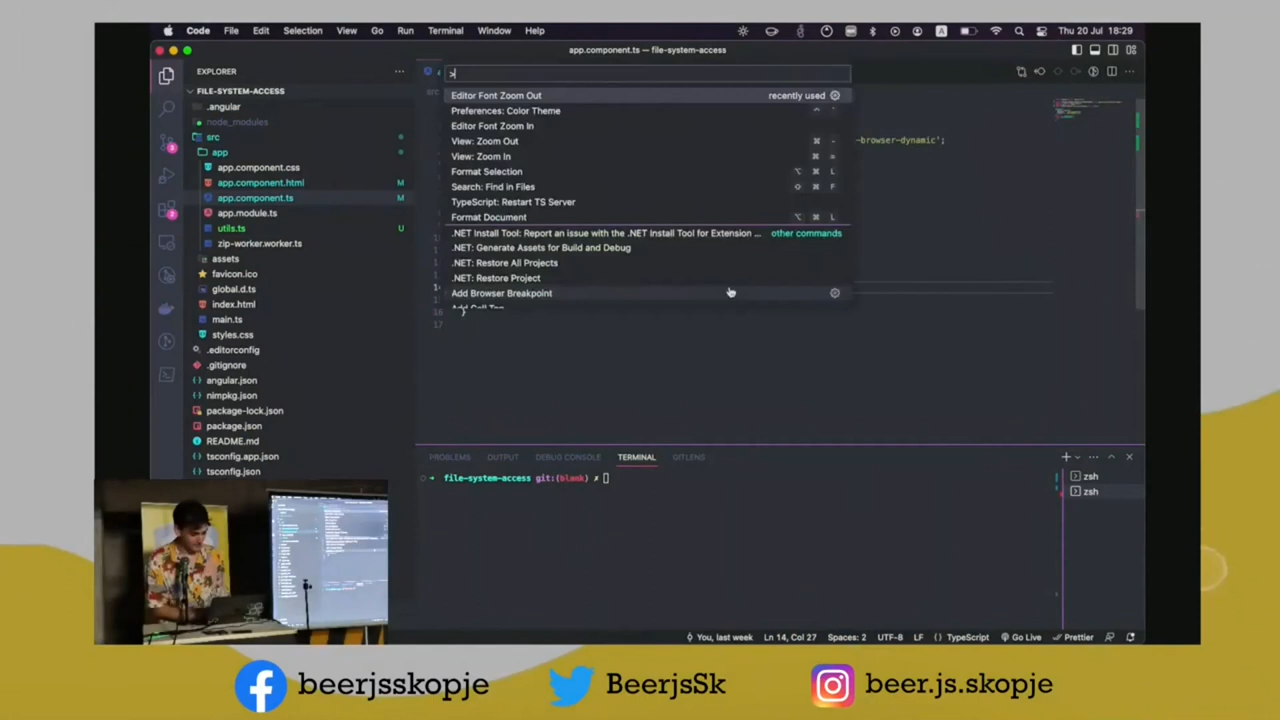 Code File Edit Selection View Go Run Terminal Window Help
A
Thu 20 Jul 18:29
app.component.ts — file-system-access
EXPLORER
FILE-SYSTEM-ACCESS
.angular
node_modules
src
app
app.component.css
app.component.html M
app.component.ts M
app.module.ts
utils.ts U
zip-worker.worker.ts
assets
favicon.ico
global.d.ts
index.html
main.ts
styles.css
.editorconfig
.gitignore
angular.json
nimpkg.json
package-lock.json
package.json
README.md
tsconfig.app.json
tsconfig.json
3
3
src
>
Editor Font Zoom Out recently used
Preferences: Color Theme
Editor Font Zoom In
View: Zoom Out ⌘ -
View: Zoom In ⌘ =
Format Selection ⌥ ⌘ L
Search: Find in Files ⇧ ⌘ F
TypeScript: Restart TS Server
Format Document ⌥ ⌘ L
.NET Install Tool: Report an issue with the .NET Install Tool for Extension ... other commands
.NET: Generate Assets for Build and Debug
.NET: Restore All Projects
.NET: Restore Project
Add Browser Breakpoint
-browser-dynamic';
16 }
17
PROBLEMS OUTPUT DEBUG CONSOLE TERMINAL GITLENS
file-system-access git:(blank) ✗
zsh
zsh
You, last week Ln 14, Col 27 Spaces: 2 UTF-8 LF {} TypeScript Go Live Prettier
beerjsskopje
BeerjsSk
beer.js.skopje